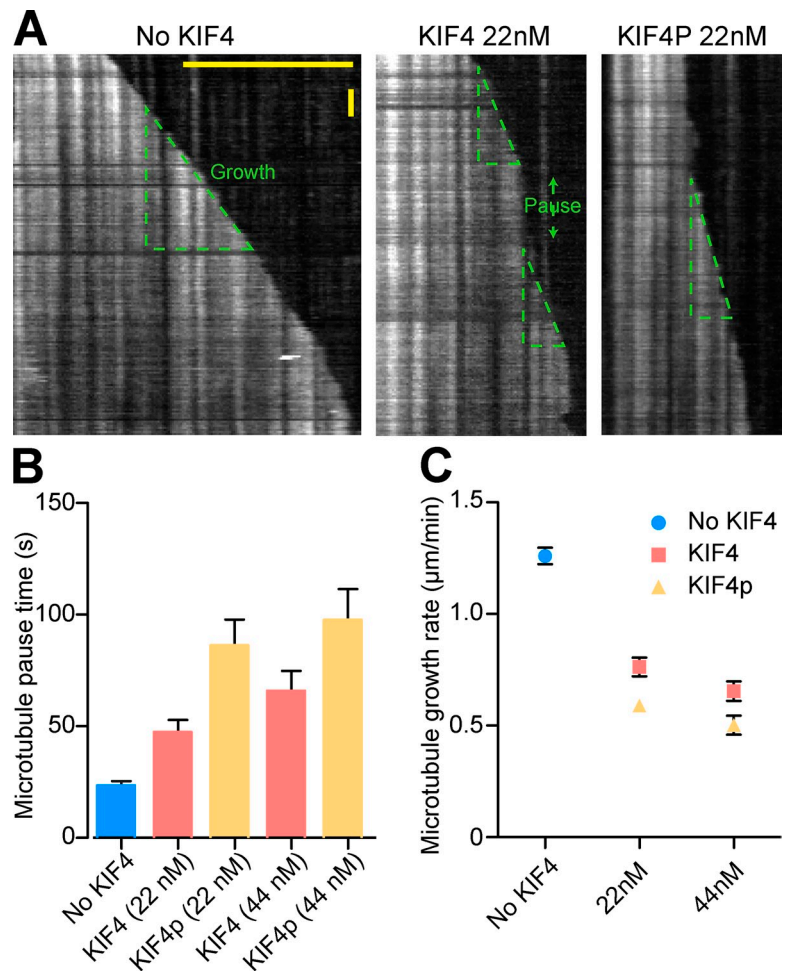 A
No KIF4
KIF4 22nM
KIF4P 22nM
Growth
Pause
B
Microtubule pause time (s)
150
100
50
0
No KIF4
KIF4 (22 nM)
KIF4p (22 nM)
KIF4 (44 nM)
KIF4p (44 nM)
C
Microtubule growth rate (μm/min)
1.5
1.0
0.5
0
No KIF4
KIF4
KIF4p
No KIF4
22nM
44nM